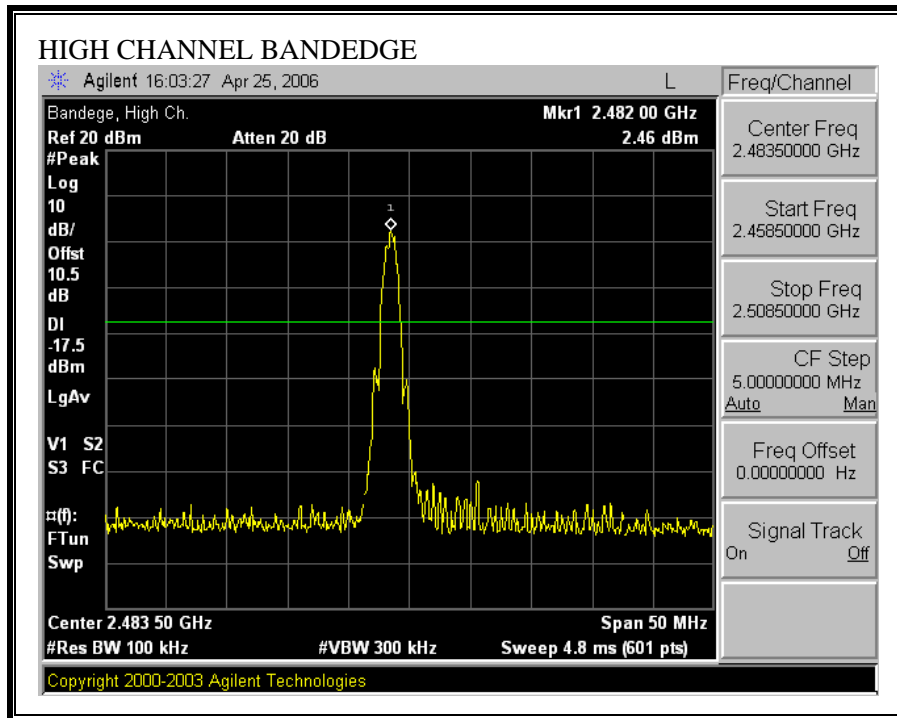 HIGH CHANNEL BANDEDGE
Agilent 16:03:27 Apr 25, 2006 L
Freq/Channel
Bandege, High Ch.
Mkr1 2.482 00 GHz
Ref 20 dBm Atten 20 dB 2.46 dBm
#Peak
Log
10
dB/
Offst
10.5
dB
DI
-17.5
dBm
LgAv
V1 S2
S3 FC
¤(f):
FTun
Swp
1
Center 2.483 50 GHz Span 50 MHz
#Res BW 100 kHz #VBW 300 kHz Sweep 4.8 ms (601 pts)
Center Freq
2.48350000 GHz
Start Freq
2.45850000 GHz
Stop Freq
2.50850000 GHz
CF Step
5.00000000 MHz
Auto Man
Freq Offset
0.00000000 Hz
Signal Track
On Off
Copyright 2000-2003 Agilent Technologies